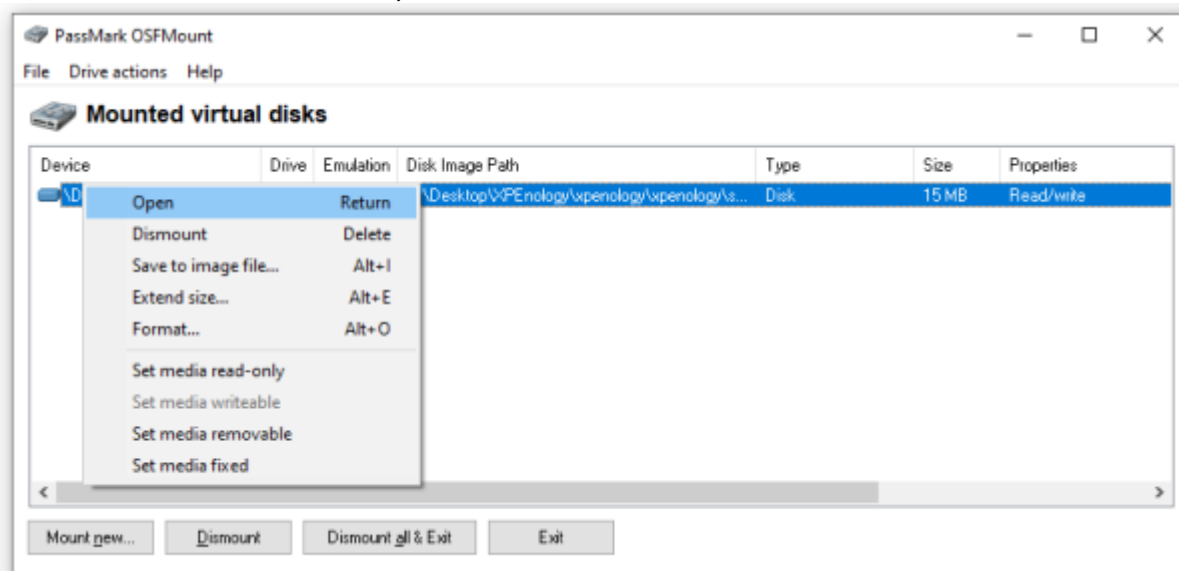 PassMark OSFMount
File Drive actions Help
Mounted virtual disks
Device Drive Emulation Disk Image Path Type Size Properties
\D \Desktop\XPEnology\xpenology\xpenology\s... Disk 15 MB Read/write
Open Return
Dismount Delete
Save to image file... Alt+I
Extend size... Alt+E
Format... Alt+O
Set media read-only
Set media writeable
Set media removable
Set media fixed
Mount new... Dismount Dismount all & Exit Exit